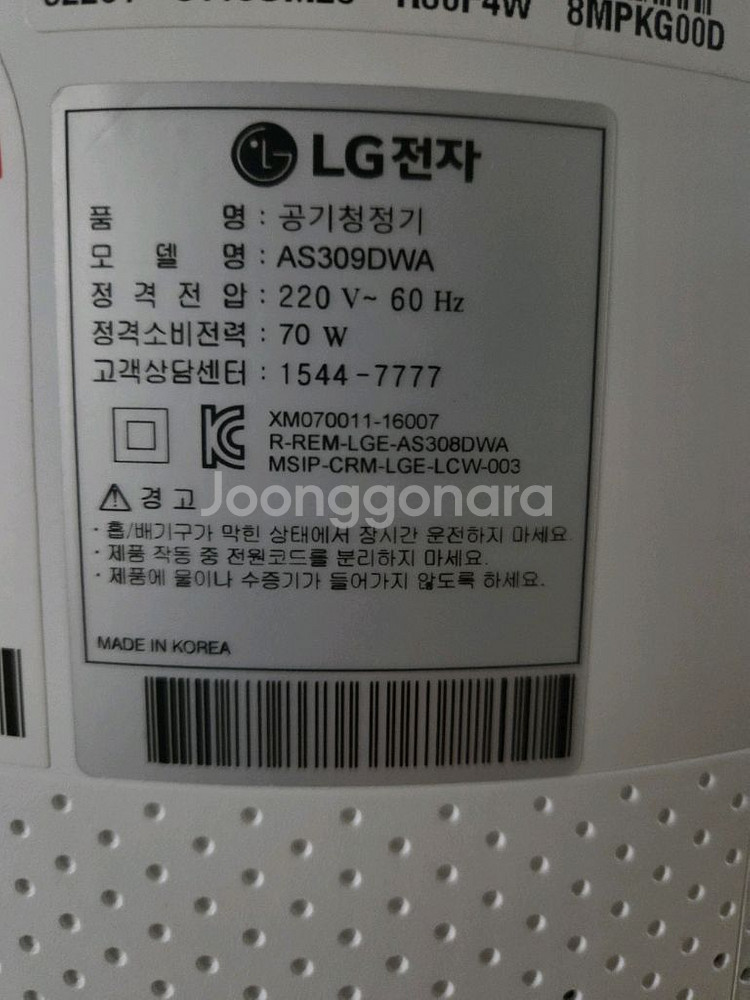 8MPKG00D
LG전자
품 명 : 공기청정기
모 델 명 : AS309DWA
정 격 전 압 : 220 V~ 60 Hz
정격소비전력 : 70 W
고객상담센터 : 1544-7777
XM070011-16007
R-REM-LGE-AS308DWA
MSIP-CRM-LGE-LCW-003
경 고
Joonggonara
· 흡/배기구가 막힌 상태에서 장시간 운전하지 마세요
· 제품 작동 중 전원코드를 분리하지 마세요.
· 제품에 물이나 수증기가 들어가지 않도록 하세요.
MADE IN KOREA